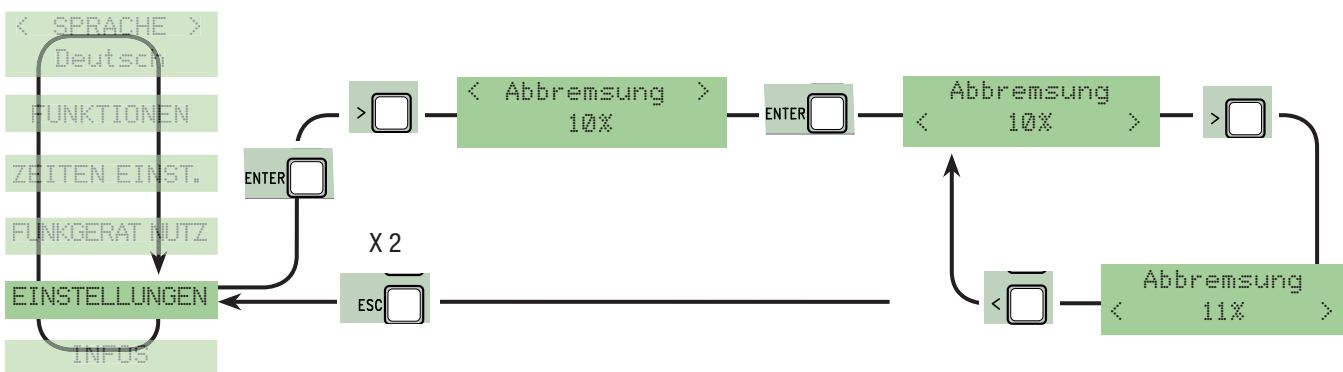 < SPRACHE >
Deutsch
FUNKTIONEN
ZEITEN EINST.
FUNKGERAT NUTZ
EINSTELLUNGEN
INFOS
ENTER
>
< Abbremsung >
10%
ENTER
Abbremsung
< 10% >
>
Abbremsung
< 11% >
<
X 2
ESC